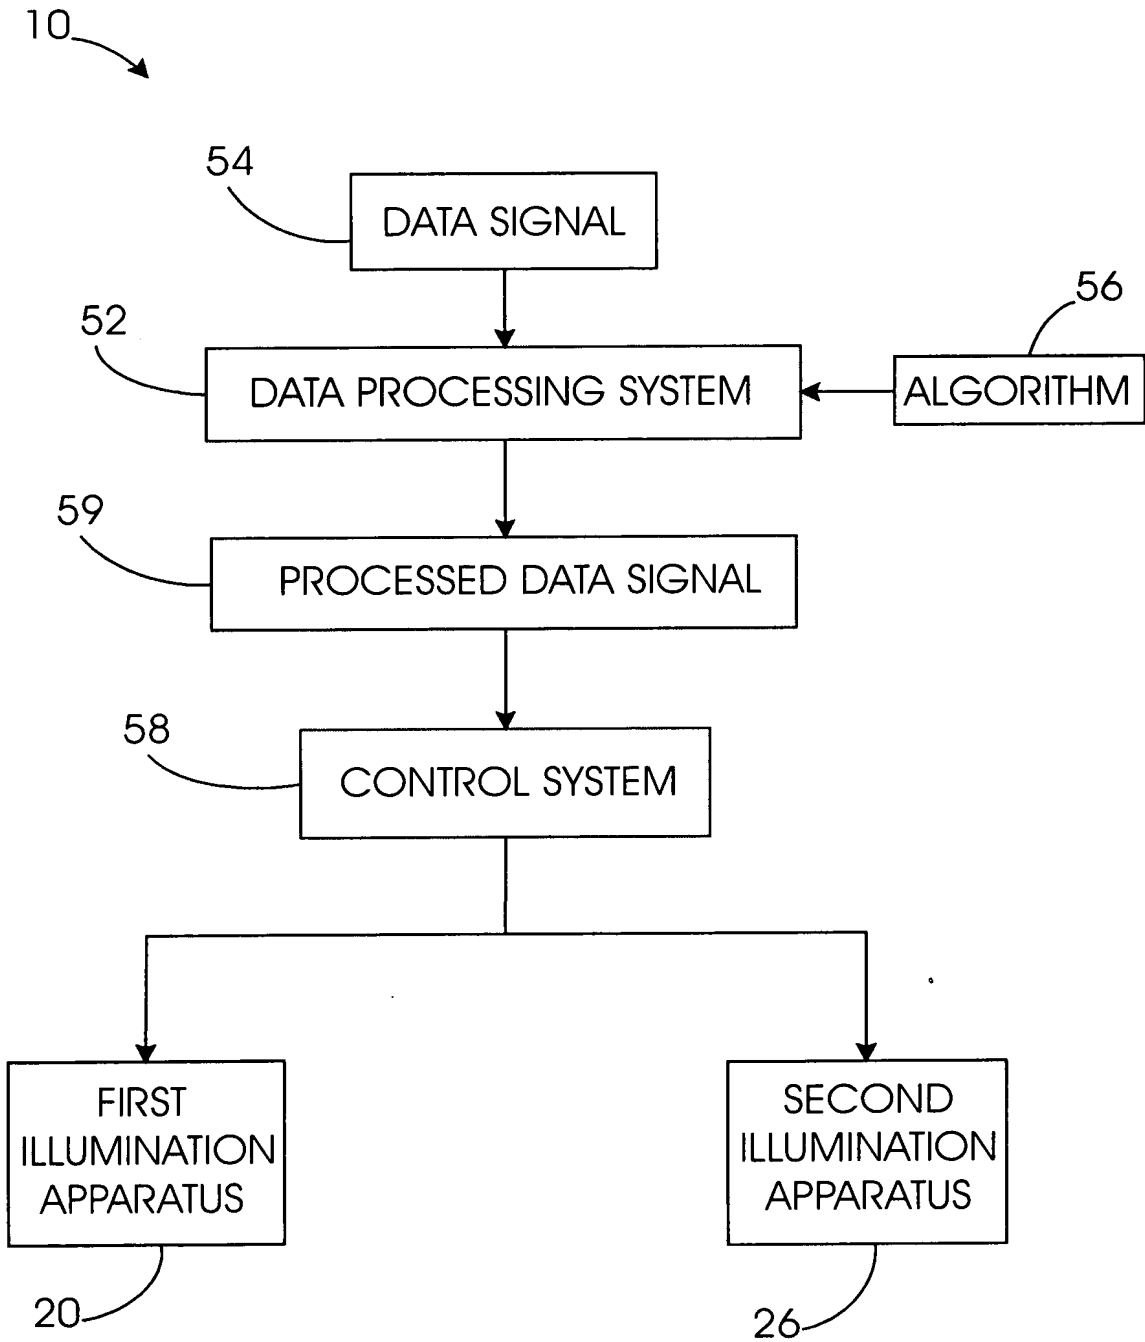 10
54
DATA SIGNAL
56
52
DATA PROCESSING SYSTEM
ALGORITHM
59
PROCESSED DATA SIGNAL
58
CONTROL SYSTEM
FIRST
ILLUMINATION
APPARATUS
SECOND
ILLUMINATION
APPARATUS
20
26